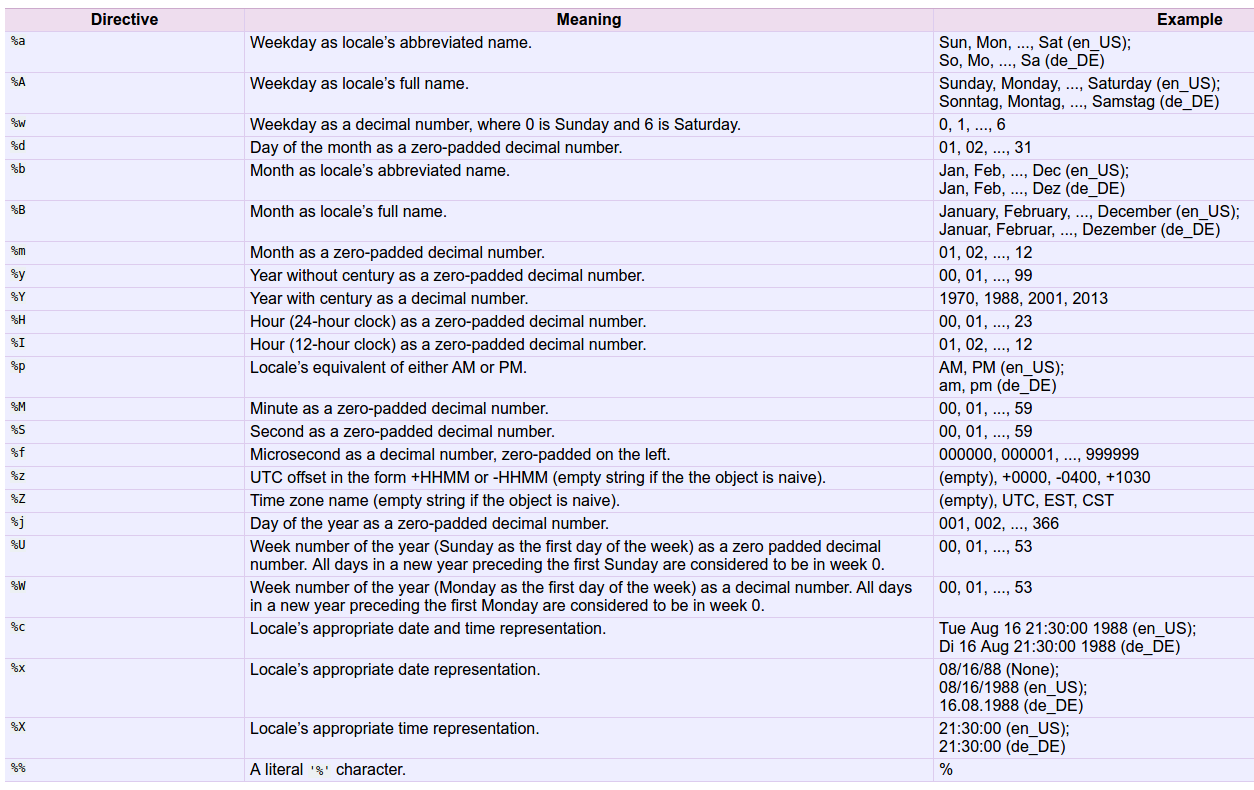 Directive Meaning Example
%a Weekday as locale’s abbreviated name. Sun, Mon, ..., Sat (en_US);
So, Mo, ..., Sa (de_DE)
%A Weekday as locale’s full name. Sunday, Monday, ..., Saturday (en_US);
Sonntag, Montag, ..., Samstag (de_DE)
%w Weekday as a decimal number, where 0 is Sunday and 6 is Saturday. 0, 1, ..., 6
%d Day of the month as a zero-padded decimal number. 01, 02, ..., 31
%b Month as locale’s abbreviated name. Jan, Feb, ..., Dec (en_US);
Jan, Feb, ..., Dez (de_DE)
%B Month as locale’s full name. January, February, ..., December (en_US);
Januar, Februar, ..., Dezember (de_DE)
%m Month as a zero-padded decimal number. 01, 02, ..., 12
%y Year without century as a zero-padded decimal number. 00, 01, ..., 99
%Y Year with century as a decimal number. 1970, 1988, 2001, 2013
%H Hour (24-hour clock) as a zero-padded decimal number. 00, 01, ..., 23
%I Hour (12-hour clock) as a zero-padded decimal number. 01, 02, ..., 12
%p Locale’s equivalent of either AM or PM. AM, PM (en_US);
am, pm (de_DE)
%M Minute as a zero-padded decimal number. 00, 01, ..., 59
%S Second as a zero-padded decimal number. 00, 01, ..., 59
%f Microsecond as a decimal number, zero-padded on the left. 000000, 000001, ..., 999999
%z UTC offset in the form +HHMM or -HHMM (empty string if the the object is naive). (empty), +0000, -0400, +1030
%Z Time zone name (empty string if the object is naive). (empty), UTC, EST, CST
%j Day of the year as a zero-padded decimal number. 001, 002, ..., 366
%U Week number of the year (Sunday as the first day of the week) as a zero padded decimal 00, 01, ..., 53
number. All days in a new year preceding the first Sunday are considered to be in week 0.
%W Week number of the year (Monday as the first day of the week) as a decimal number. All days 00, 01, ..., 53
in a new year preceding the first Monday are considered to be in week 0.
%c Locale’s appropriate date and time representation. Tue Aug 16 21:30:00 1988 (en_US);
Di 16 Aug 21:30:00 1988 (de_DE)
%x Locale’s appropriate date representation. 08/16/88 (None);
08/16/1988 (en_US);
16.08.1988 (de_DE)
%X Locale’s appropriate time representation. 21:30:00 (en_US);
21:30:00 (de_DE)
%% A literal '%' character. %